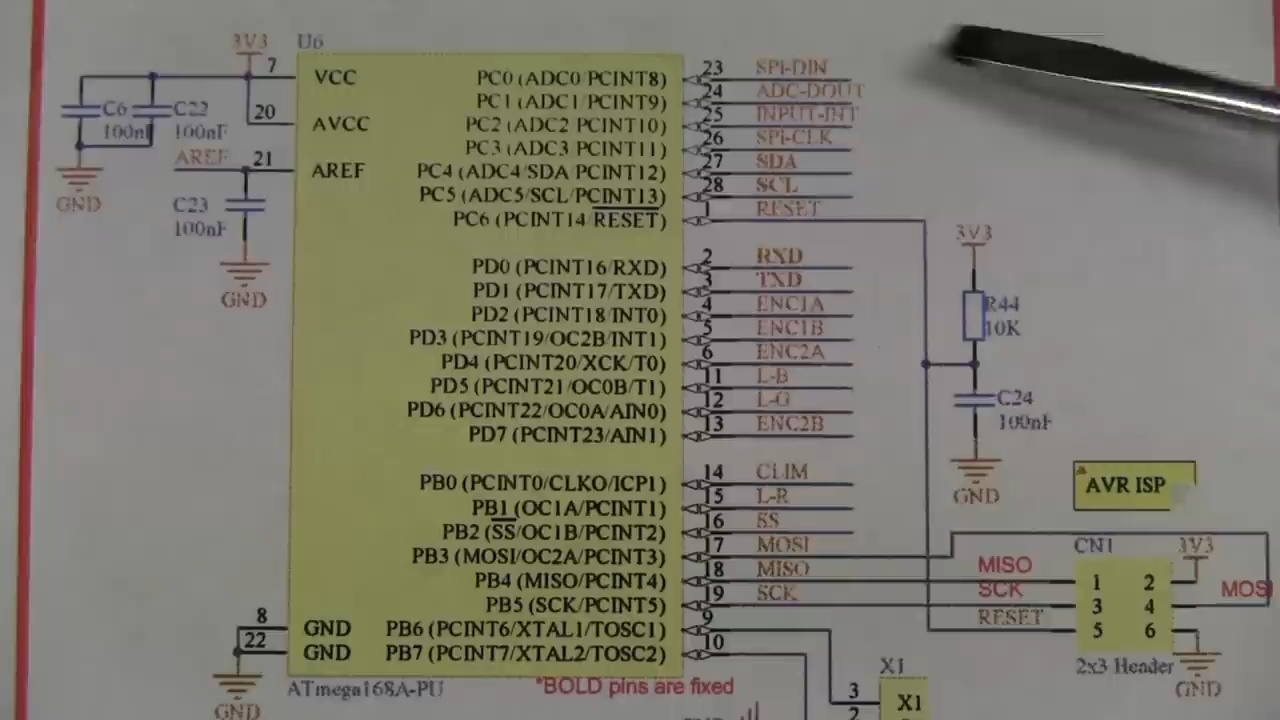 3V3
U6
7
VCC
C6
100nF
C22
100nF
20
AVCC
AREF
21
AREF
GND
C23
100nF
GND
PC0 (ADC0/PCINT8)
23
SPI-DIN
PC1 (ADC1/PCINT9)
24
ADC-DOUT
PC2 (ADC2 PCINT10)
25
INPUT-INT
PC3 (ADC3 PCINT11)
26
SPI-CLK
PC4 (ADC4/SDA PCINT12)
27
SDA
PC5 (ADC5/SCL/PCINT13)
28
SCL
PC6 (PCINT14/RESET)
1
RESET
PD0 (PCINT16/RXD)
2
RXD
PD1 (PCINT17/TXD)
3
TXD
PD2 (PCINT18/INT0)
4
ENC1A
PD3 (PCINT19/OC2B/INT1)
5
ENC1B
PD4 (PCINT20/XCK/T0)
6
ENC2A
PD5 (PCINT21/OC0B/T1)
11
L-B
PD6 (PCINT22/OC0A/AIN0)
12
L-G
PD7 (PCINT23/AIN1)
13
ENC2B
PB0 (PCINT0/CLKO/ICP1)
14
CLIM
PB1 (OC1A/PCINT1)
15
L-R
PB2 (SS/OC1B/PCINT2)
16
SS
PB3 (MOSI/OC2A/PCINT3)
17
MOSI
PB4 (MISO/PCINT4)
18
MISO
PB5 (SCK/PCINT5)
19
SCK
PB6 (PCINT6/XTAL1/TOSC1)
9
PB7 (PCINT7/XTAL2/TOSC2)
10
8
GND
22
GND
GND
ATmega168A-PU
*BOLD pins are fixed
3V3
R44
10K
C24
100nF
GND
AVR ISP
CN1
3V3
MISO
1 2
SCK
3 4
MOSI
RESET
5 6
2x3 Header
GND
X1
3
X1
2